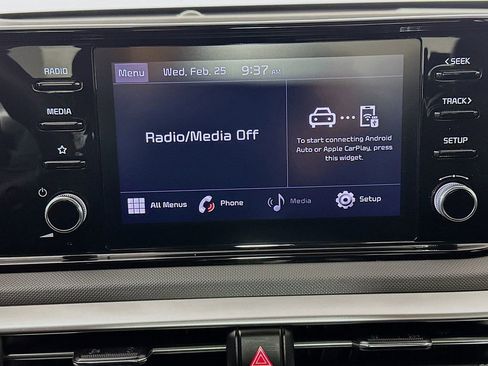 RADIO
MEDIA
Menu Wed, Feb. 25 9:37 AM
Radio/Media Off
To start connecting Android
Auto or Apple CarPlay, press
this widget.
All Menus Phone Media Setup
<SEEK
TRACK>
SETUP